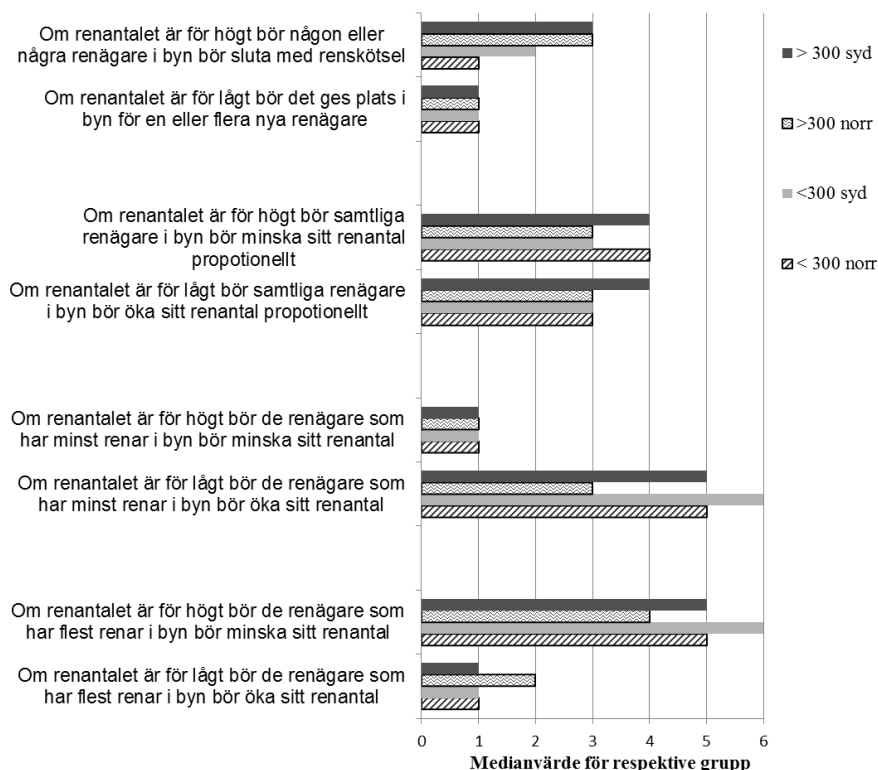 Om renantalet är för högt bör någon eller
några renägare i byn bör sluta med renskötsel
Om renantalet är för lågt bör det ges plats i
byn för en eller flera nya renägare
Om renantalet är för högt bör samtliga
renägare i byn bör minska sitt renantal
propotionellt
Om renantalet är för lågt bör samtliga renägare
i byn bör öka sitt renantal propotionellt
Om renantalet är för högt bör de renägare som
har minst renar i byn bör minska sitt renantal
Om renantalet är för lågt bör de renägare som
har minst renar i byn bör öka sitt renantal
Om renantalet är för högt bör de renägare som
har flest renar i byn bör minska sitt renantal
Om renantalet är för lågt bör de renägare som
har flest renar i byn bör öka sitt renantal
0 1 2 3 4 5 6
Medianvärde för respektive grupp
> 300 syd
>300 norr
<300 syd
< 300 norr